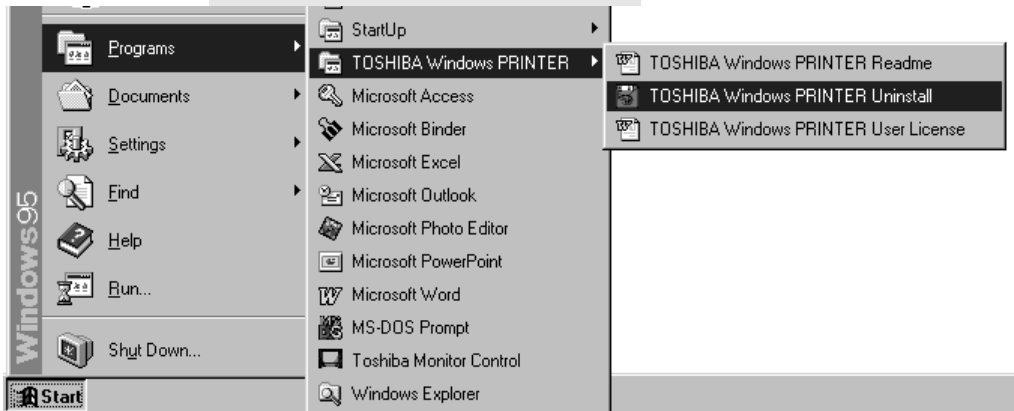 Programs
Documents
Settings
Find
Help
Run...
Shut Down...
Windows95
Start
StartUp
TOSHIBA Windows PRINTER
Microsoft Access
Microsoft Binder
Microsoft Excel
Microsoft Outlook
Microsoft Photo Editor
Microsoft PowerPoint
Microsoft Word
MS-DOS Prompt
Toshiba Monitor Control
Windows Explorer
TOSHIBA Windows PRINTER Readme
TOSHIBA Windows PRINTER Uninstall
TOSHIBA Windows PRINTER User License